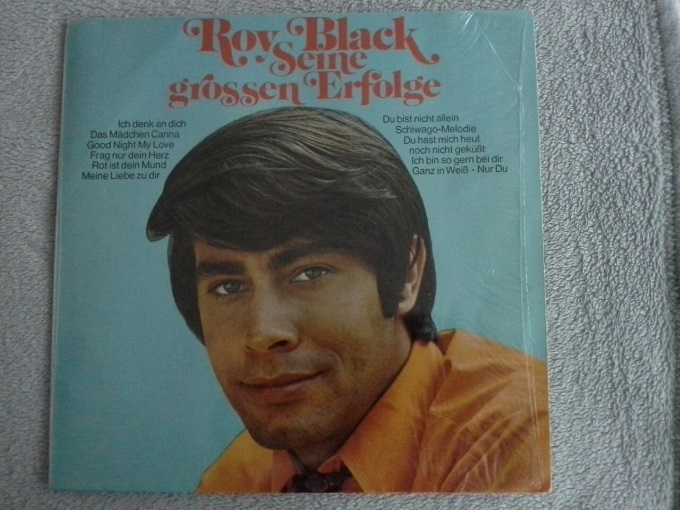 Roy Black
Seine
grossen Erfolge
Ich denk an dich
Das Mädchen Carina
Good Night My Love
Frag nur dein Herz
Rot ist dein Mund
Meine Liebe zu dir
Du bist nicht allein
Schiwago-Melodie
Du hast mich heut
noch nicht geküßt
Ich bin so gern bei dir
Ganz in Weiß · Nur Du